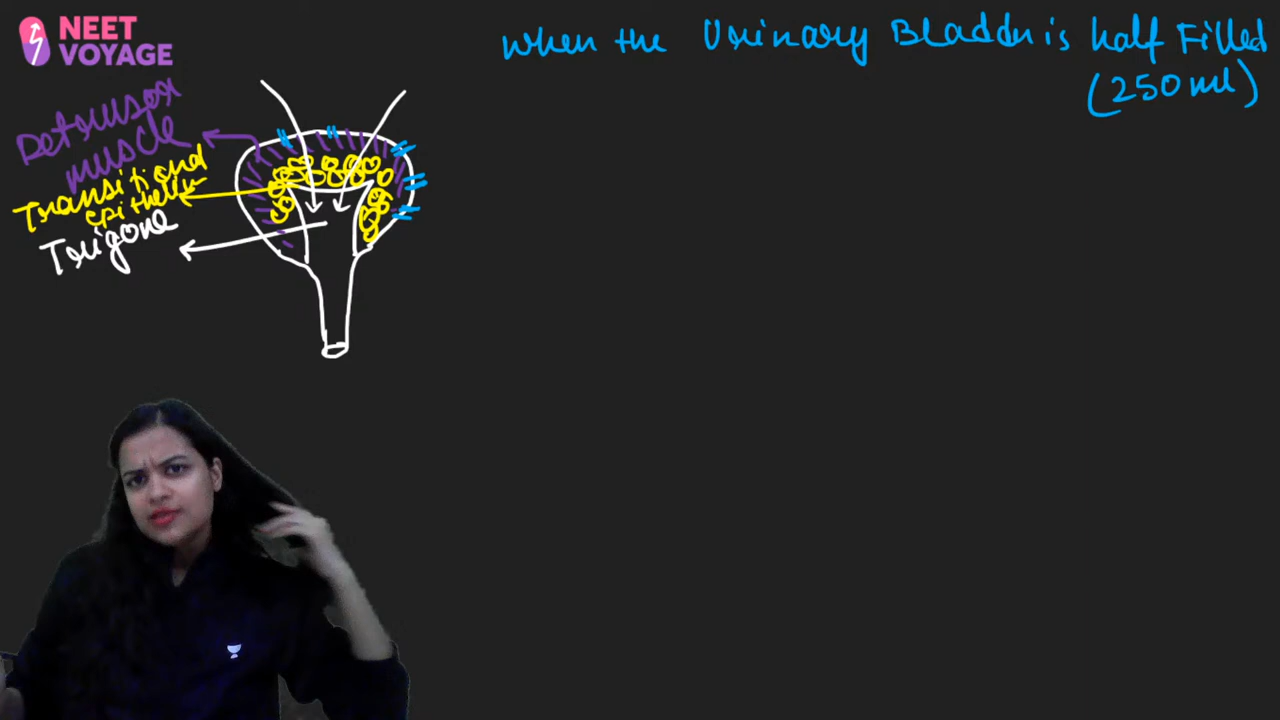 NEET
VOYAGE
When the Urinary Bladder is half Filled
(250 ml)
Detrusor
muscle
Transitional
epithelium
Trigone